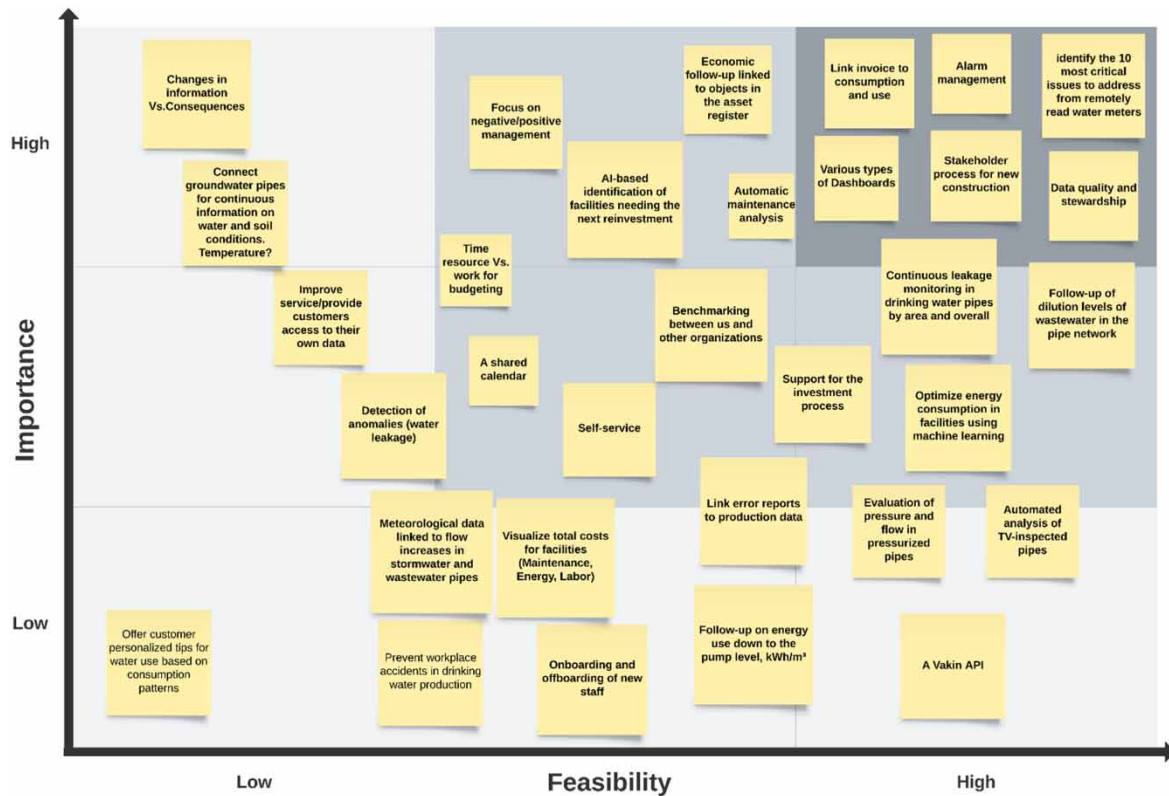 Changes in
information
Vs.Consequences
Focus on
negative/positive
management
Economic
follow-up linked
to objects in
the asset
register
Link invoice to
consumption
and use
Alarm
management
identify the 10
most critical
issues to address
from remotely
read water meters
High
Connect
groundwater pipes
for continuous
information on
water and soil
conditions.
Temperature?
AI-based
identification of
facilities needing the
next reinvestment
Automatic
maintenance
analysis
Various types
of Dashboards
Stakeholder
process for new
construction
Data quality and
stewardship
Time
resource Vs.
work for
budgeting
Improve
service/provide
customers
access to their
own data
Benchmarking
between us and
other organizations
Continuous leakage
monitoring in
drinking water pipes
by area and overall
Follow-up of
dilution levels of
wastewater in the
pipe network
Importance
A shared
calendar
Support for the
investment
process
Detection of
anomalies (water
leakage)
Self-service
Optimize energy
consumption in
facilities using
machine learning
Meteorological data
linked to flow
increases in
stormwater and
wastewater pipes
Visualize total costs
for facilities
(Maintenance,
Energy, Labor)
Link error reports
to production data
Evaluation of
pressure and
flow in
pressurized
pipes
Automated
analysis of
TV-inspected
pipes
Low
Offer customer
personalized tips for
water use based on
consumption
patterns
Prevent workplace
accidents in drinking
water production
Onboarding and
offboarding of new
staff
Follow-up on energy
use down to the
pump level, kWh/m³
A Vakin API
Low
Feasibility
High